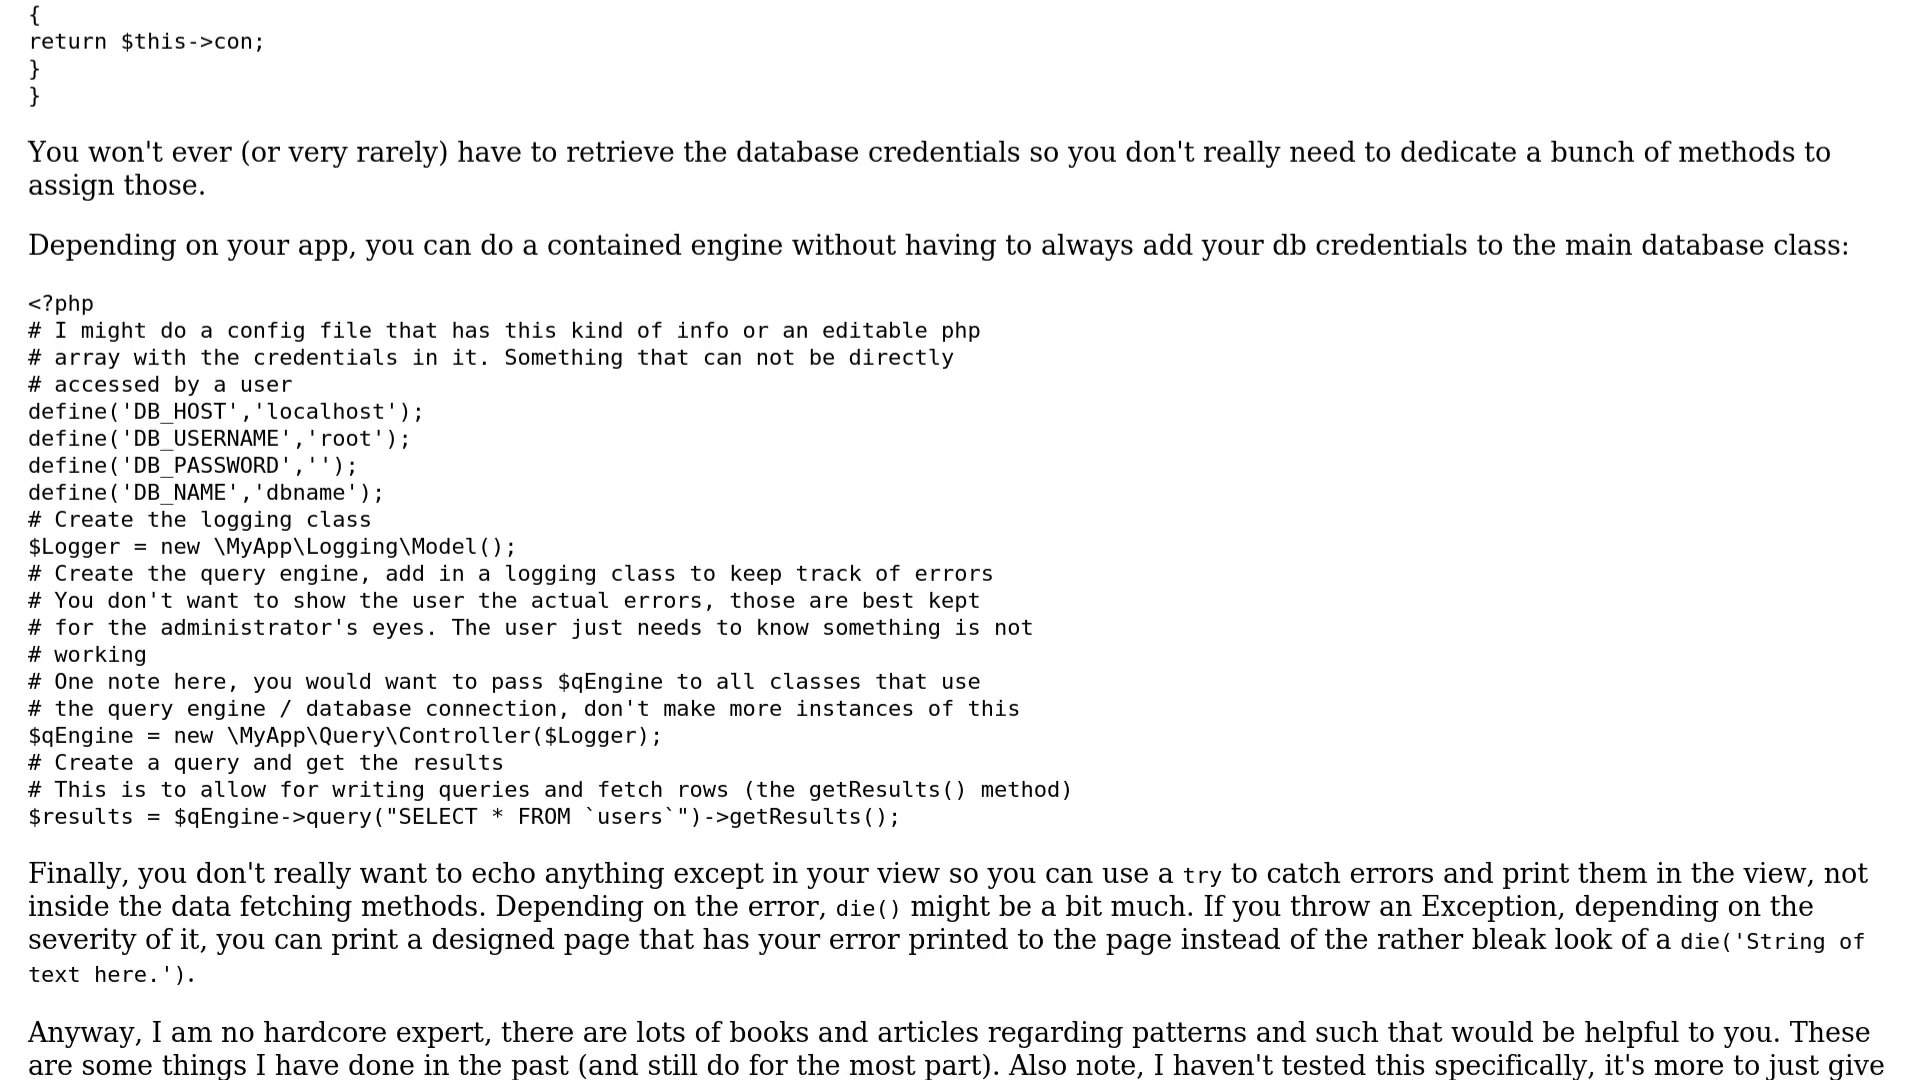 {
return $this->con;
}
}
You won't ever (or very rarely) have to retrieve the database credentials so you don't really need to dedicate a bunch of methods to
assign those.
Depending on your app, you can do a contained engine without having to always add your db credentials to the main database class:
<?php
# I might do a config file that has this kind of info or an editable php
# array with the credentials in it. Something that can not be directly
# accessed by a user
define('DB_HOST','localhost');
define('DB_USERNAME','root');
define('DB_PASSWORD','');
define('DB_NAME','dbname');
# Create the logging class
$Logger = new \MyApp\Logging\Model();
# Create the query engine, add in a logging class to keep track of errors
# You don't want to show the user the actual errors, those are best kept
# for the administrator's eyes. The user just needs to know something is not
# working
# One note here, you would want to pass $qEngine to all classes that use
# the query engine / database connection, don't make more instances of this
$qEngine = new \MyApp\Query\Controller($Logger);
# Create a query and get the results
# This is to allow for writing queries and fetch rows (the getResults() method)
$results = $qEngine->query("SELECT * FROM `users`")->getResults();
Finally, you don't really want to echo anything except in your view so you can use a try to catch errors and print them in the view, not
inside the data fetching methods. Depending on the error, die() might be a bit much. If you throw an Exception, depending on the
severity of it, you can print a designed page that has your error printed to the page instead of the rather bleak look of a die('String of
text here.').
Anyway, I am no hardcore expert, there are lots of books and articles regarding patterns and such that would be helpful to you. These
are some things I have done in the past (and still do for the most part). Also note, I haven't tested this specifically, it's more to just give